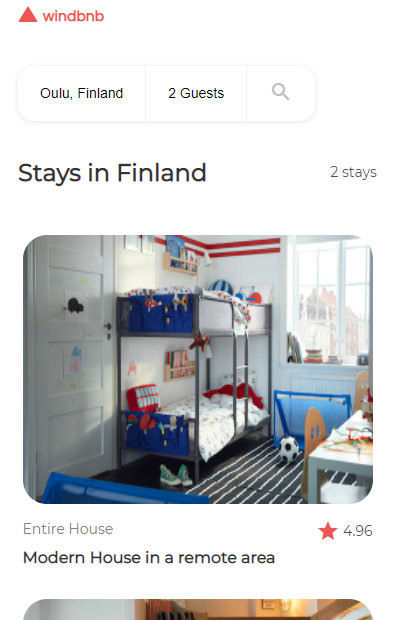 windbnb
Oulu, Finland 2 Guests
Stays in Finland 2 stays
Entire House 4.96
Modern House in a remote area